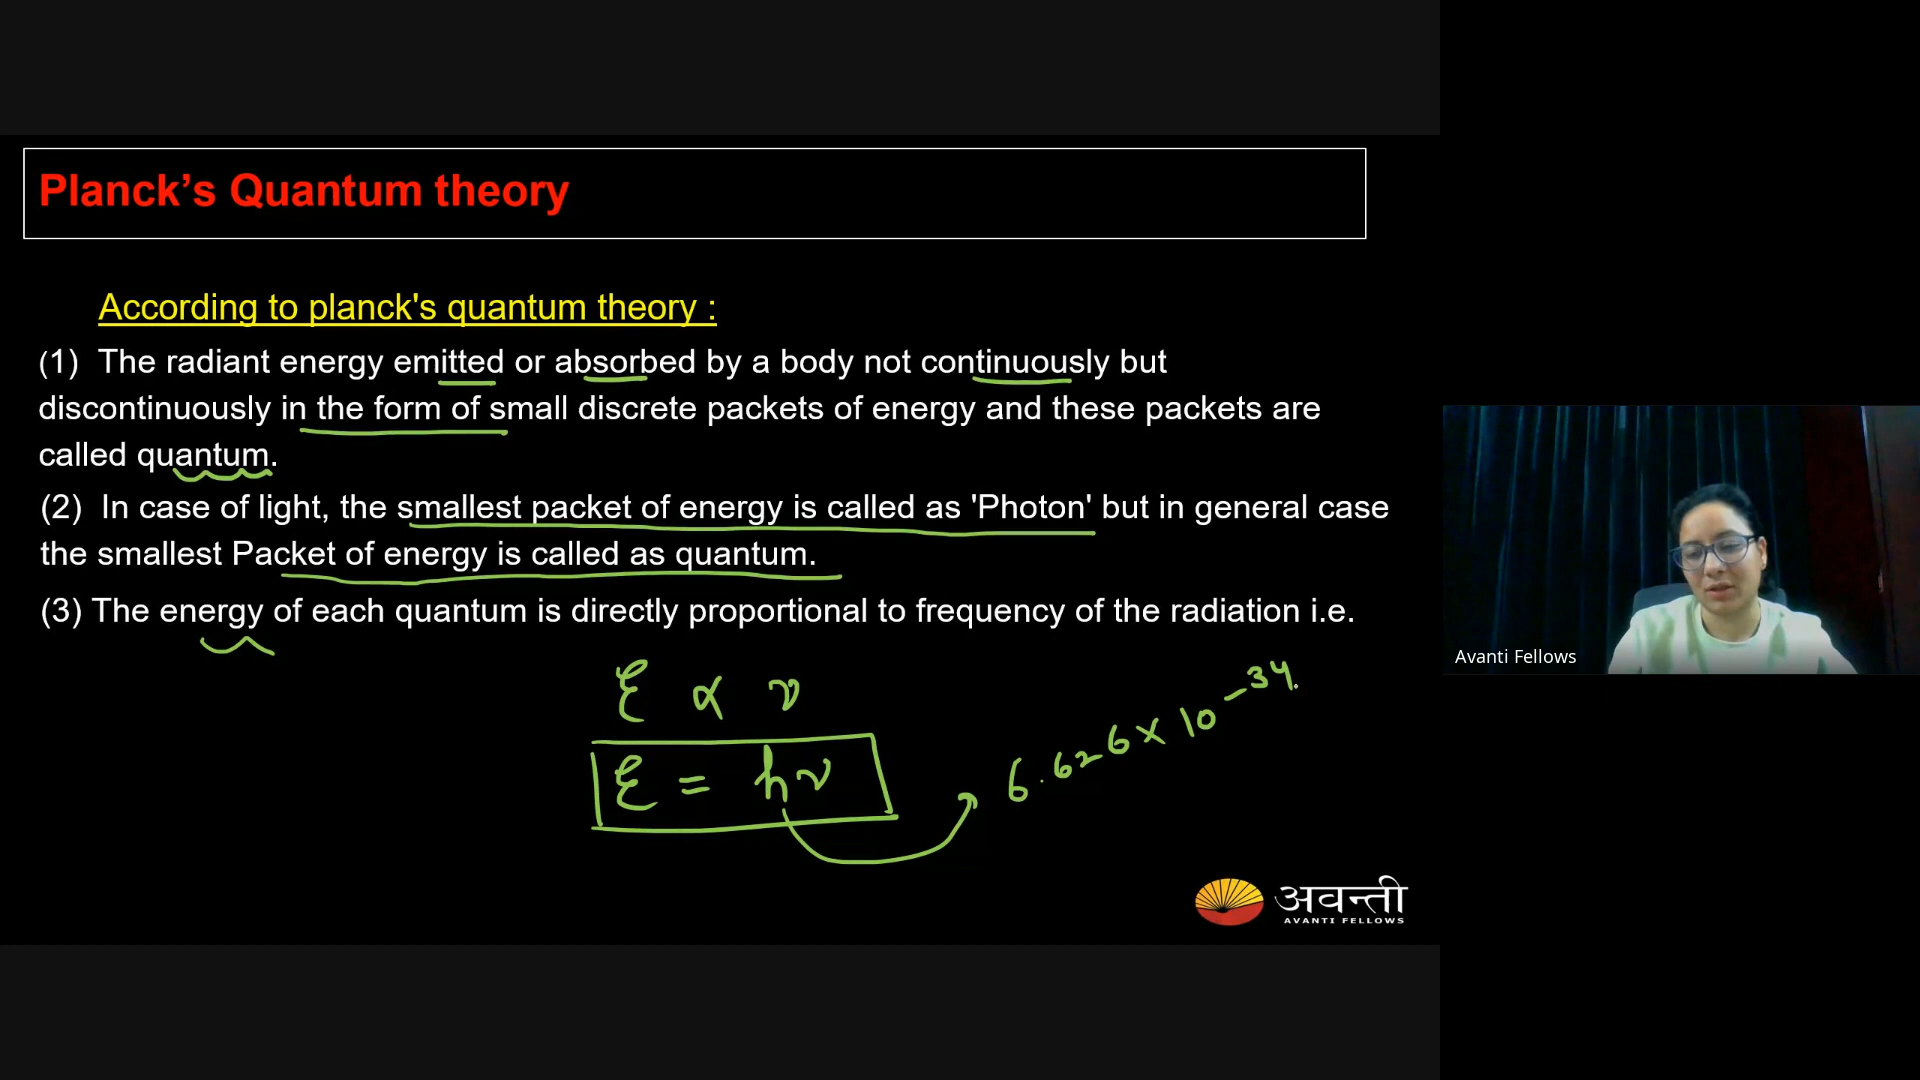 Planck’s Quantum theory
According to planck's quantum theory :
(1) The radiant energy emitted or absorbed by a body not continuously but
discontinuously in the form of small discrete packets of energy and these packets are
called quantum.
(2) In case of light, the smallest packet of energy is called as 'Photon' but in general case
the smallest Packet of energy is called as quantum.
(3) The energy of each quantum is directly proportional to frequency of the radiation i.e.
E ∝ ν
E = hν
6.626 × 10⁻³⁴
Avanti Fellows
अवन्ती
AVANTI FELLOWS